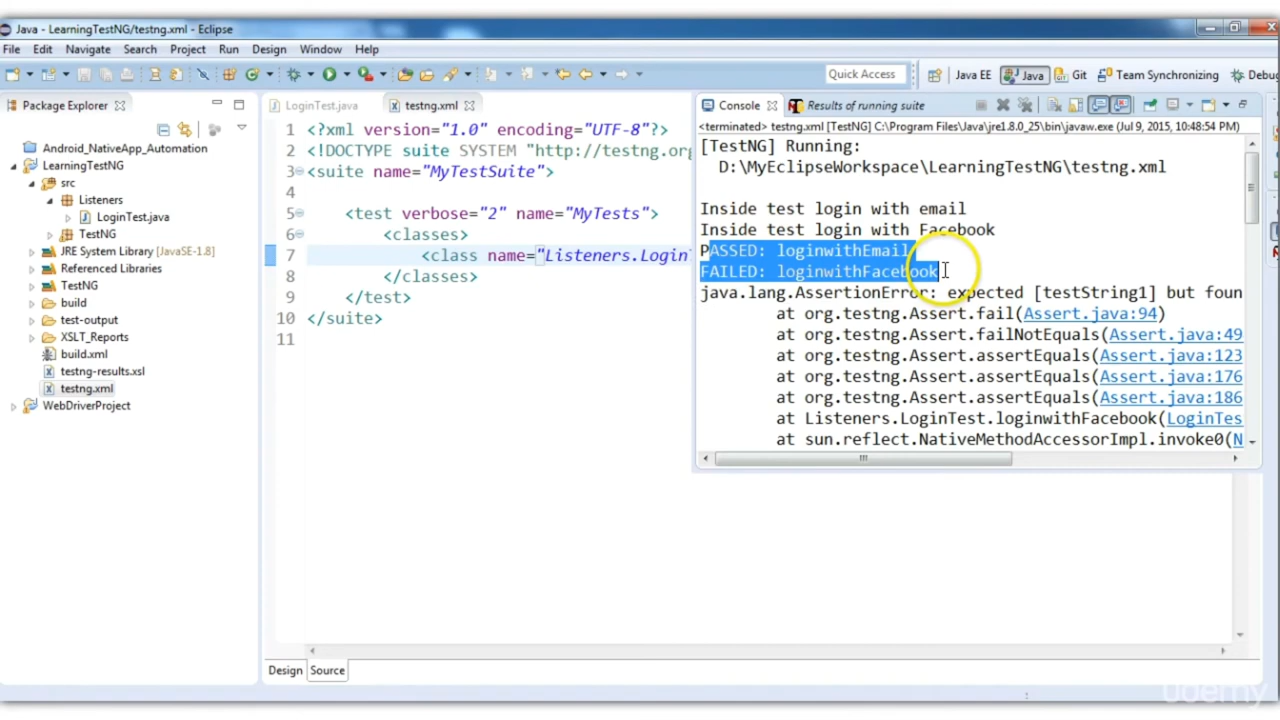 Java - LearningTestNG/testng.xml - Eclipse
File Edit Navigate Search Project Run Design Window Help
Quick Access
Java EE
Java
Git
Team Synchronizing
Debug
Package Explorer
LoginTest.java
testng.xml
Console
Results of running suite
Android_NativeApp_Automation
LearningTestNG
src
Listeners
LoginTest.java
TestNG
JRE System Library [JavaSE-1.8]
Referenced Libraries
TestNG
build
test-output
XSLT_Reports
build.xml
testng-results.xsl
testng.xml
WebDriverProject
1 <?xml version="1.0" encoding="UTF-8"?>
2 <!DOCTYPE suite SYSTEM "http://testng.org
3 <suite name="MyTestSuite">
4
5 <test verbose="2" name="MyTests">
6 <classes>
7 <class name="Listeners.LoginT
8 </classes>
9 </test>
10 </suite>
11
<terminated> testng.xml [TestNG] C:\Program Files\Java\jre1.8.0_25\bin\javaw.exe (Jul 9, 2015, 10:48:54 PM)
[TestNG] Running:
D:\MyEclipseWorkspace\LearningTestNG\testng.xml
Inside test login with email
Inside test login with Facebook
PASSED: loginwithEmail
FAILED: loginwithFacebook
java.lang.AssertionError: expected [testString1] but foun
at org.testng.Assert.fail(Assert.java:94)
at org.testng.Assert.failNotEquals(Assert.java:49
at org.testng.Assert.assertEquals(Assert.java:123
at org.testng.Assert.assertEquals(Assert.java:176
at org.testng.Assert.assertEquals(Assert.java:186
at Listeners.LoginTest.loginwithFacebook(LoginTes
at sun.reflect.NativeMethodAccessorImpl.invoke0(N
Design Source
udemy